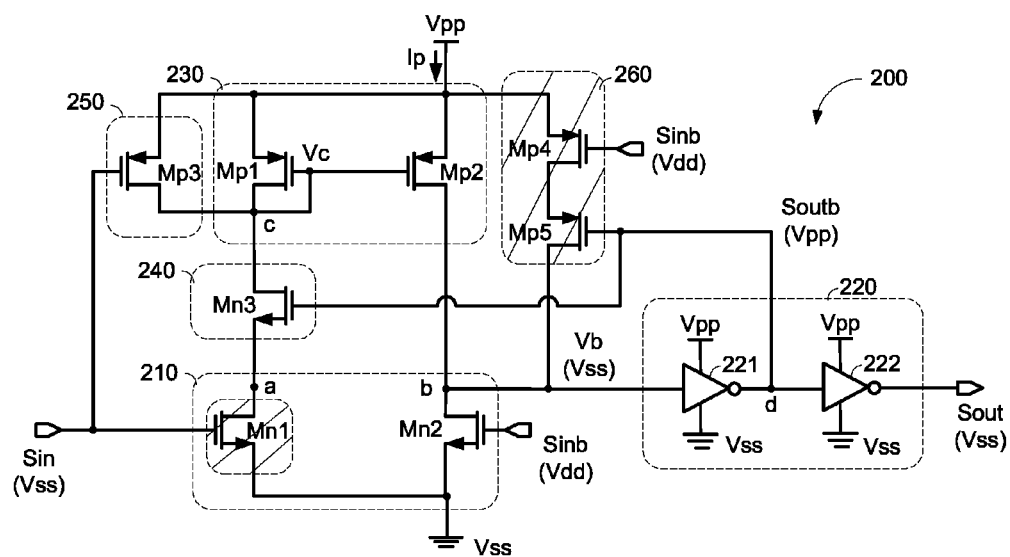 Vpp
Ip
230
260
200
250
Vc
Mp4
Sinb
(Vdd)
Mp3
Mp1
Mp2
c
Mp5
Soutb
(Vpp)
240
Mn3
220
Vpp
Vpp
210
a
b
Vb
(Vss)
221
222
d
Mn1
Mn2
Sin
(Vss)
Sinb
(Vdd)
Vss
Vss
Sout
(Vss)
Vss